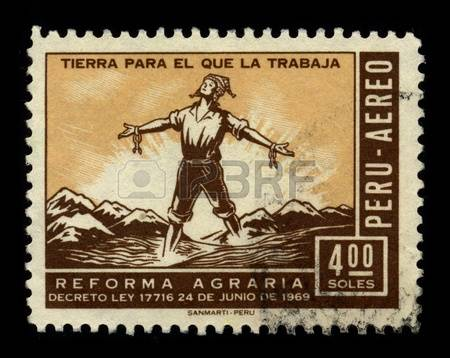 TIERRA PARA EL QUE LA TRABAJA
PERU-AEREO
123RF
REFORMA AGRARIA
DECRETO LEY 17716 24 DE JUNIO DE 1969
4.00
SOLES
SANMARTI-PERU